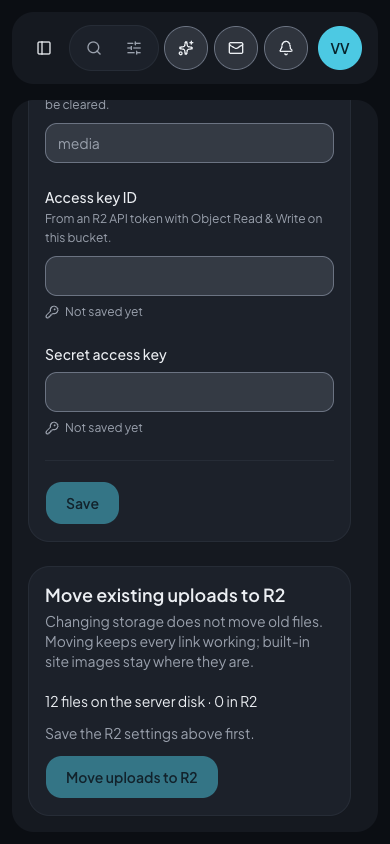 VV
be cleared.
media
Access key ID
From an R2 API token with Object Read & Write on
this bucket.
Not saved yet
Secret access key
Not saved yet
Save
Move existing uploads to R2
Changing storage does not move old files.
Moving keeps every link working; built-in
site images stay where they are.
12 files on the server disk · 0 in R2
Save the R2 settings above first.
Move uploads to R2